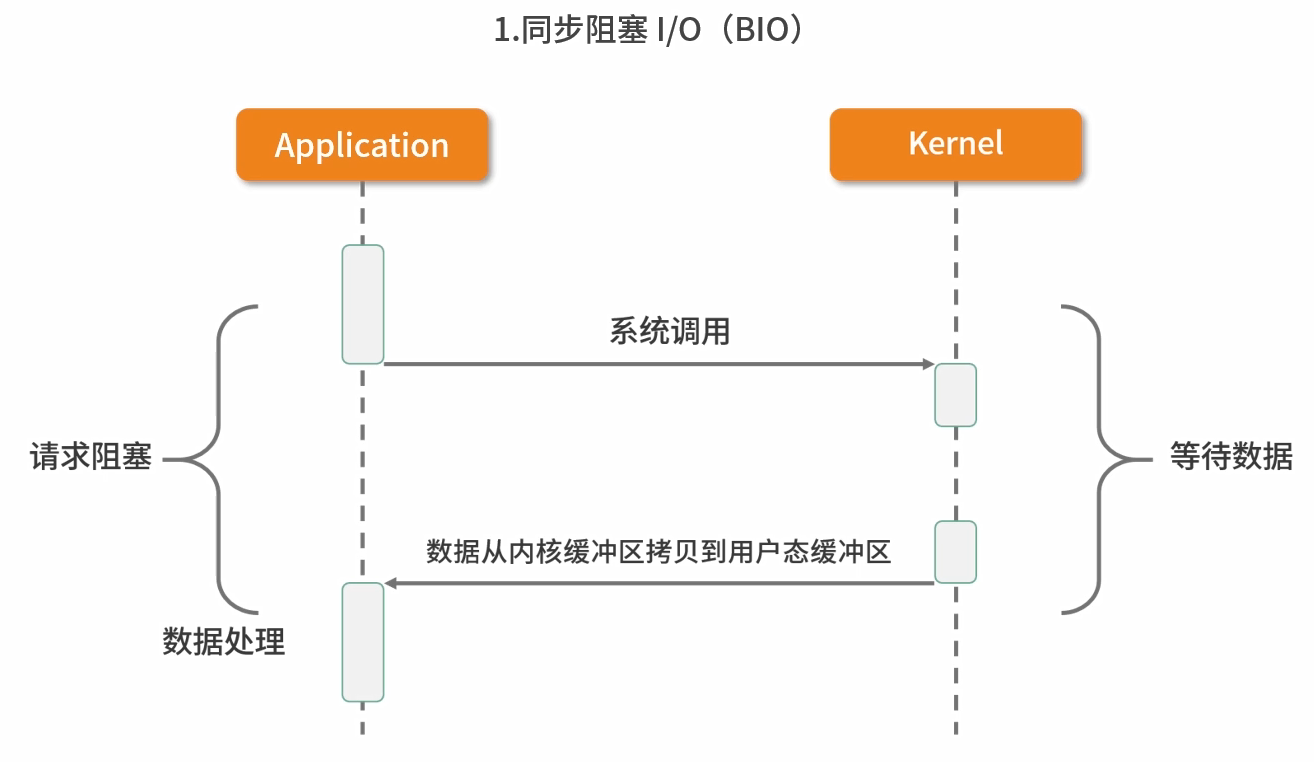 1.同步阻塞 I/O（BIO）
Application
Kernel
系统调用
请求阻塞
等待数据
数据从内核缓冲区拷贝到用户态缓冲区
数据处理